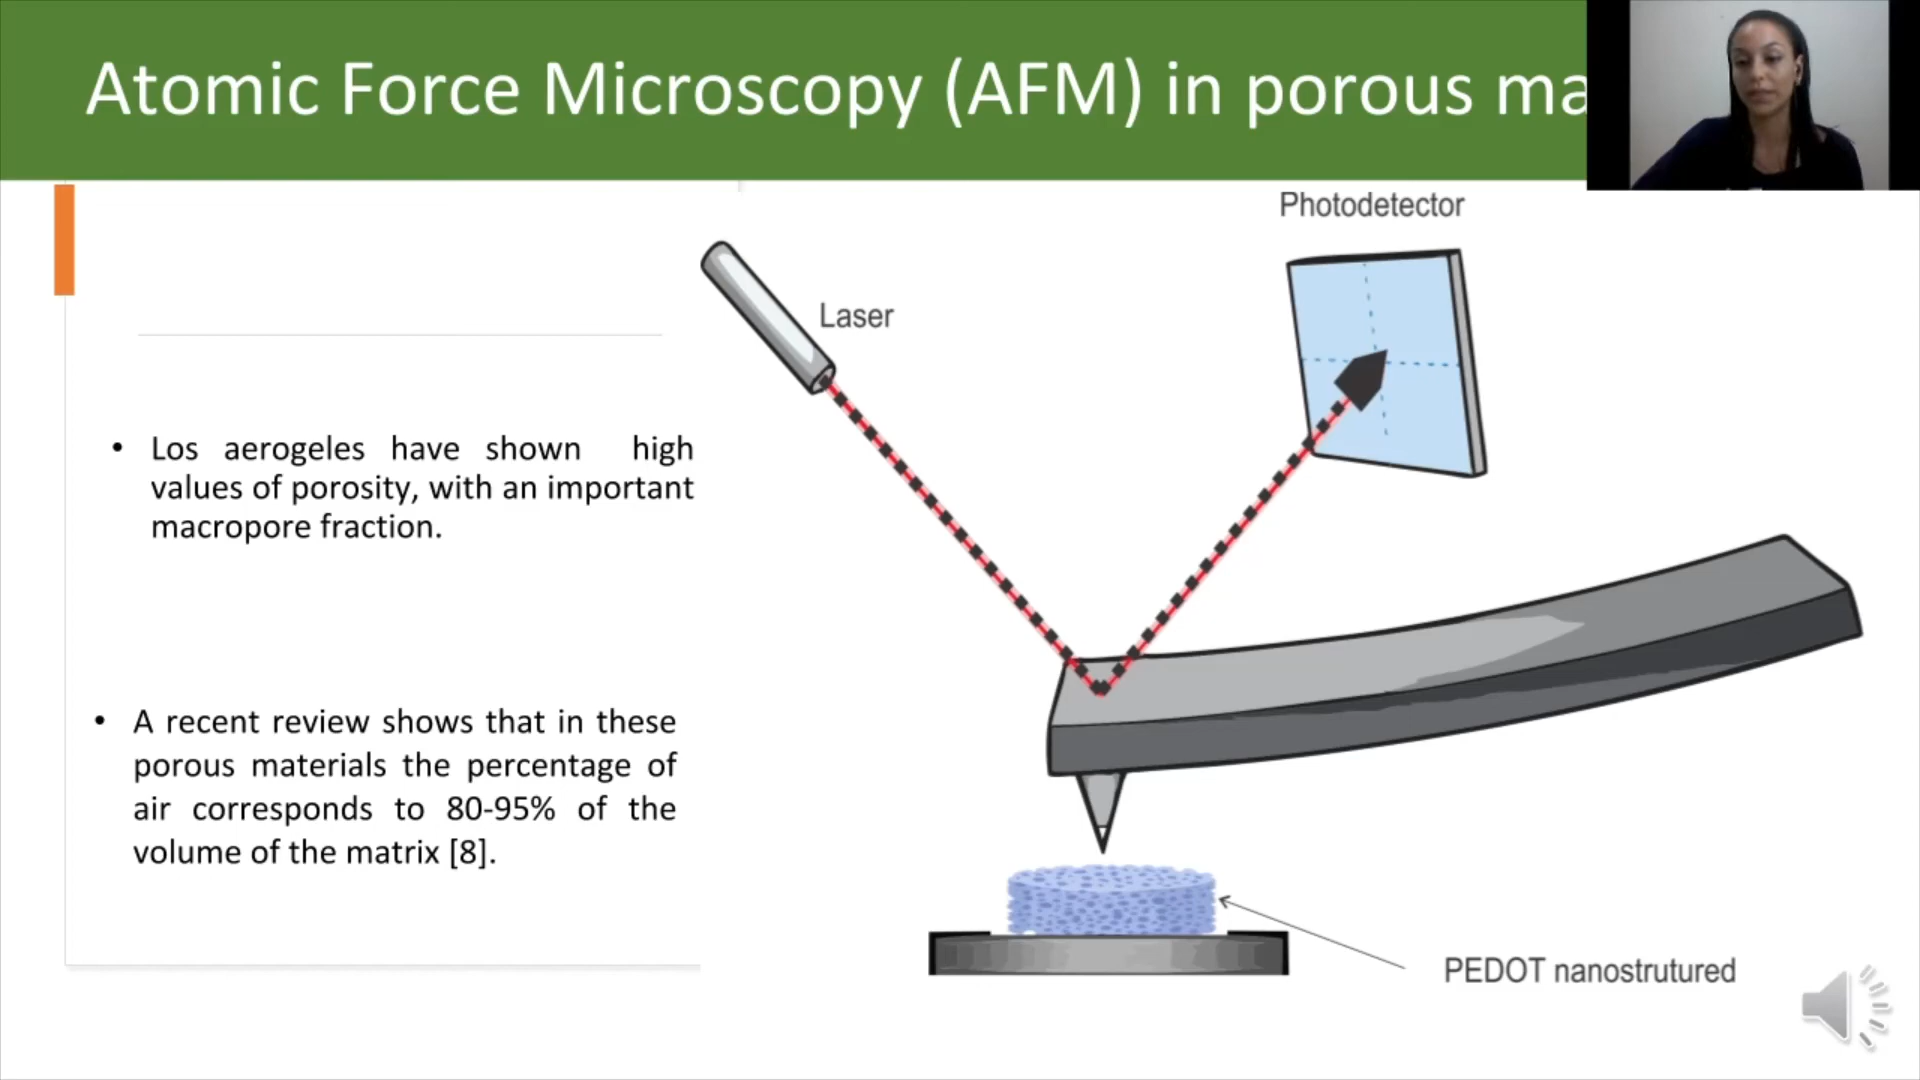 Atomic Force Microscopy (AFM) in porous ma
Photodetector
Laser
• Los aerogeles have shown high
values of porosity, with an important
macropore fraction.
• A recent review shows that in these
porous materials the percentage of
air corresponds to 80-95% of the
volume of the matrix [8].
PEDOT nanostrutured